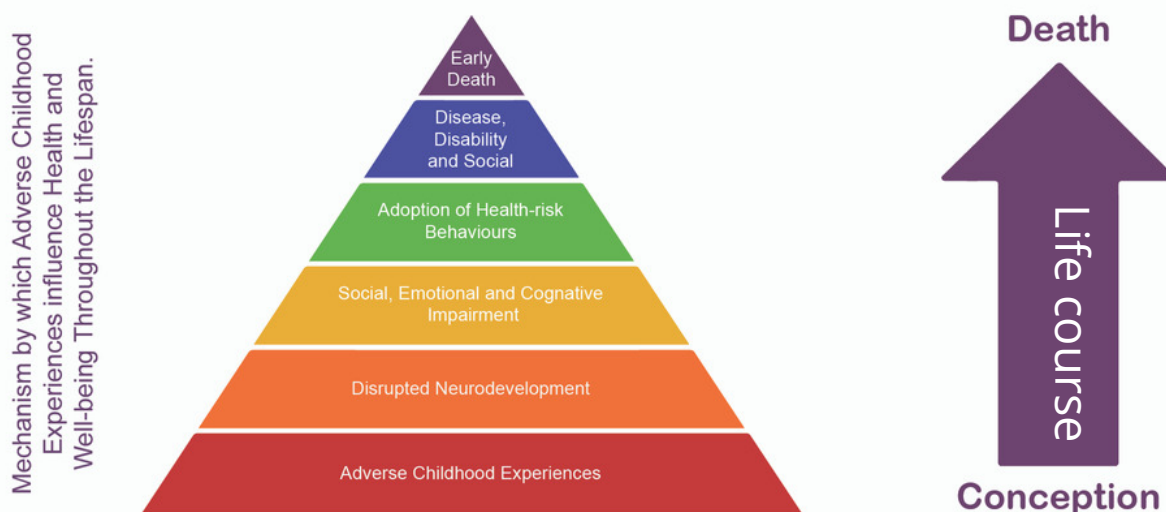 Mechanism by which Adverse Childhood
Experiences influence Health and
Well-being Throughout the Lifespan.
Early
Death
Disease,
Disability
and Social
Adoption of Health-risk
Behaviours
Social, Emotional and Cognative
Impairment
Disrupted Neurodevelopment
Adverse Childhood Experiences
Death
Life course
Conception